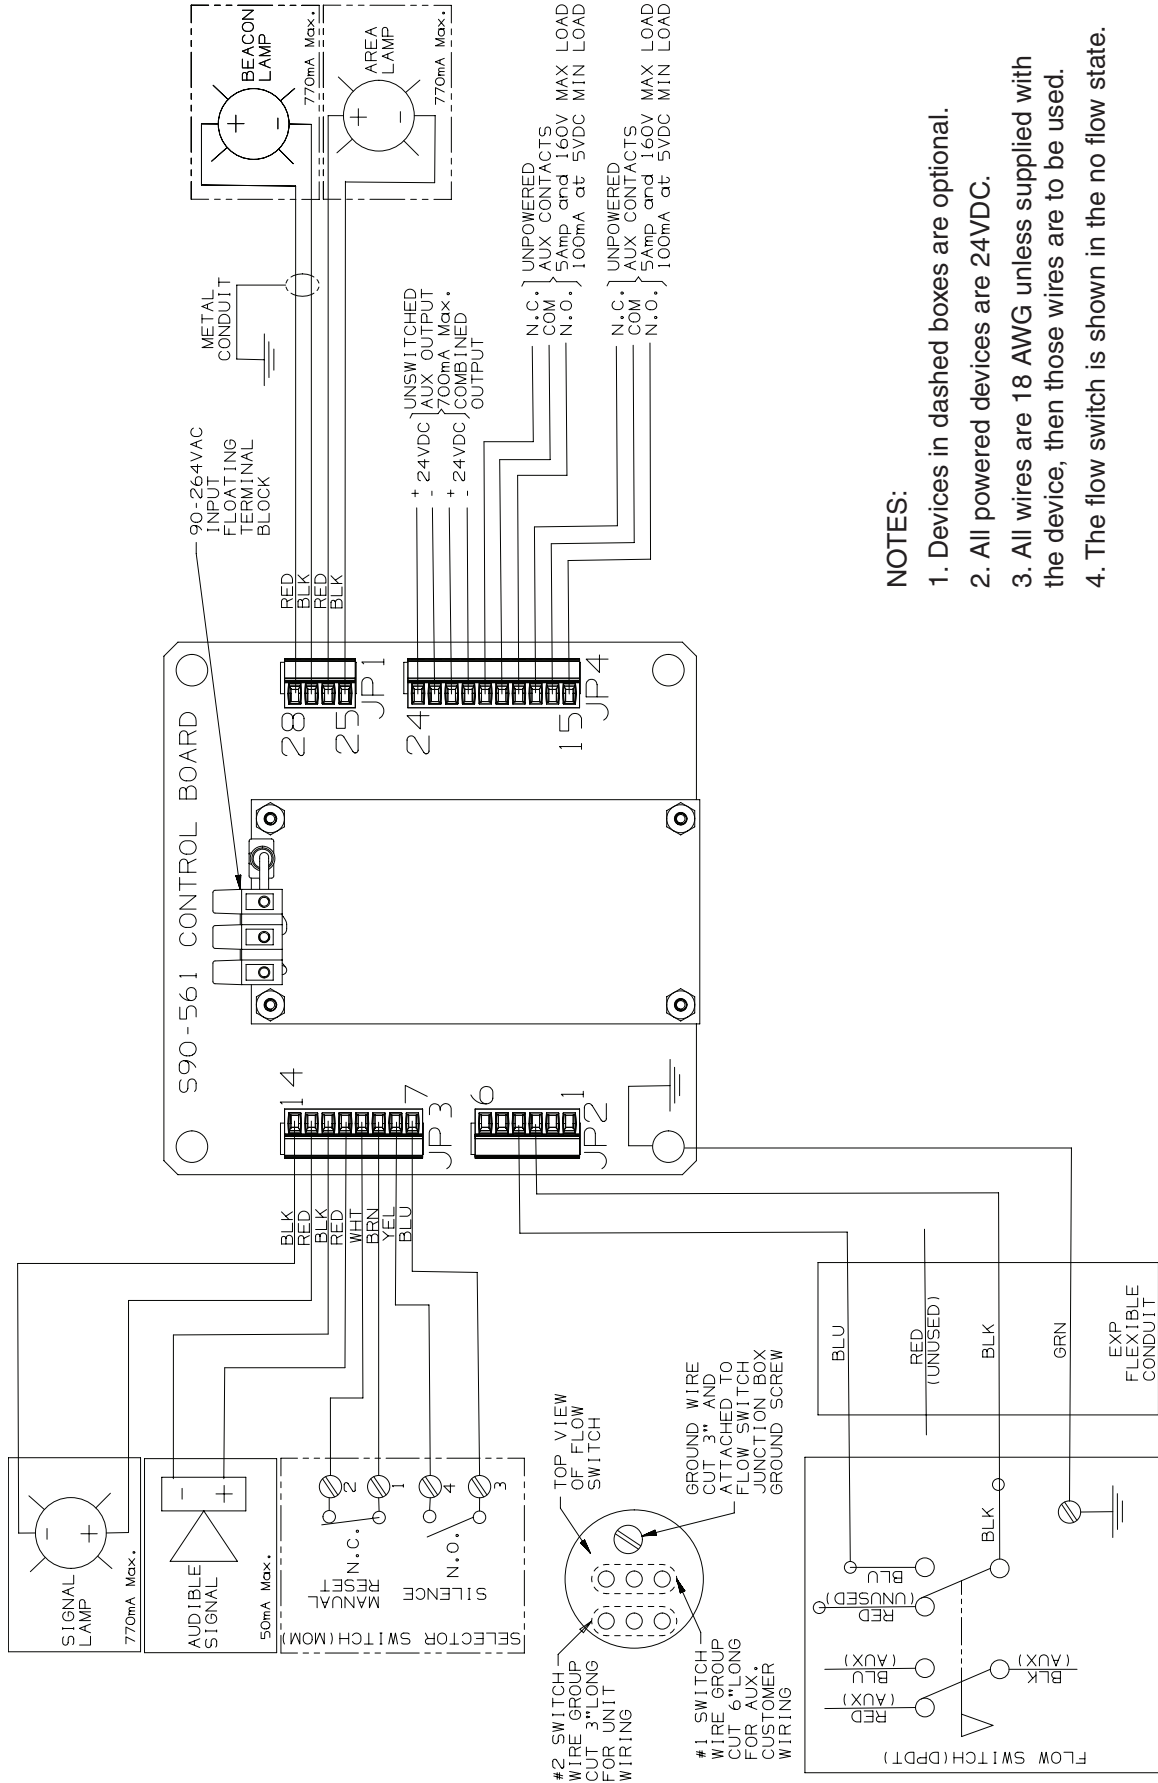 SIGNAL
LAMP
770mA Max.
AUDIBLE
SIGNAL
50mA Max.
SELECTOR SWITCH(MOM)
MANUAL
RESET
N.C.
SILENCE
N.O.
2
1
4
3
-
+
-
+
BLK
RED
BLK
RED
WHT
BRN
YEL
BLU
S90-561 CONTROL BOARD
14
7
JP3
6
1
JP2
28
25
JP1
24
15
JP4
90-264VAC
INPUT
FLOATING
TERMINAL
BLOCK
RED
BLK
RED
BLK
METAL
CONDUIT
BEACON
LAMP
770mA Max.
+
-
AREA
LAMP
770mA Max.
+
-
+ 24VDC
- 24VDC
+ 24VDC
- 24VDC
UNSWITCHED
AUX OUTPUT
700mA Max.
COMBINED
OUTPUT
N.C.
COM
N.O.
UNPOWERED
AUX CONTACTS
5Amp and 160V MAX LOAD
100mA at 5VDC MIN LOAD
N.C.
COM
N.O.
UNPOWERED
AUX CONTACTS
5Amp and 160V MAX LOAD
100mA at 5VDC MIN LOAD
#2 SWITCH
WIRE GROUP
CUT 3"LONG
FOR UNIT
WIRING
TOP VIEW
OF FLOW
SWITCH
#1 SWITCH
WIRE GROUP
CUT 6"LONG
FOR AUX.
CUSTOMER
WIRING
GROUND WIRE
CUT 3" AND
ATTACHED TO
FLOW SWITCH
JUNCTION BOX
GROUND SCREW
FLOW SWITCH(DPDT)
RED
(AUX)
BLU
(AUX)
BLK
(AUX)
RED
(UNUSED)
BLU
BLK
BLU
RED
(UNUSED)
BLK
GRN
EXP
FLEXIBLE
CONDUIT
NOTES:
1. Devices in dashed boxes are optional.
2. All powered devices are 24VDC.
3. All wires are 18 AWG unless supplied with
the device, then those wires are to be used.
4. The flow switch is shown in the no flow state.